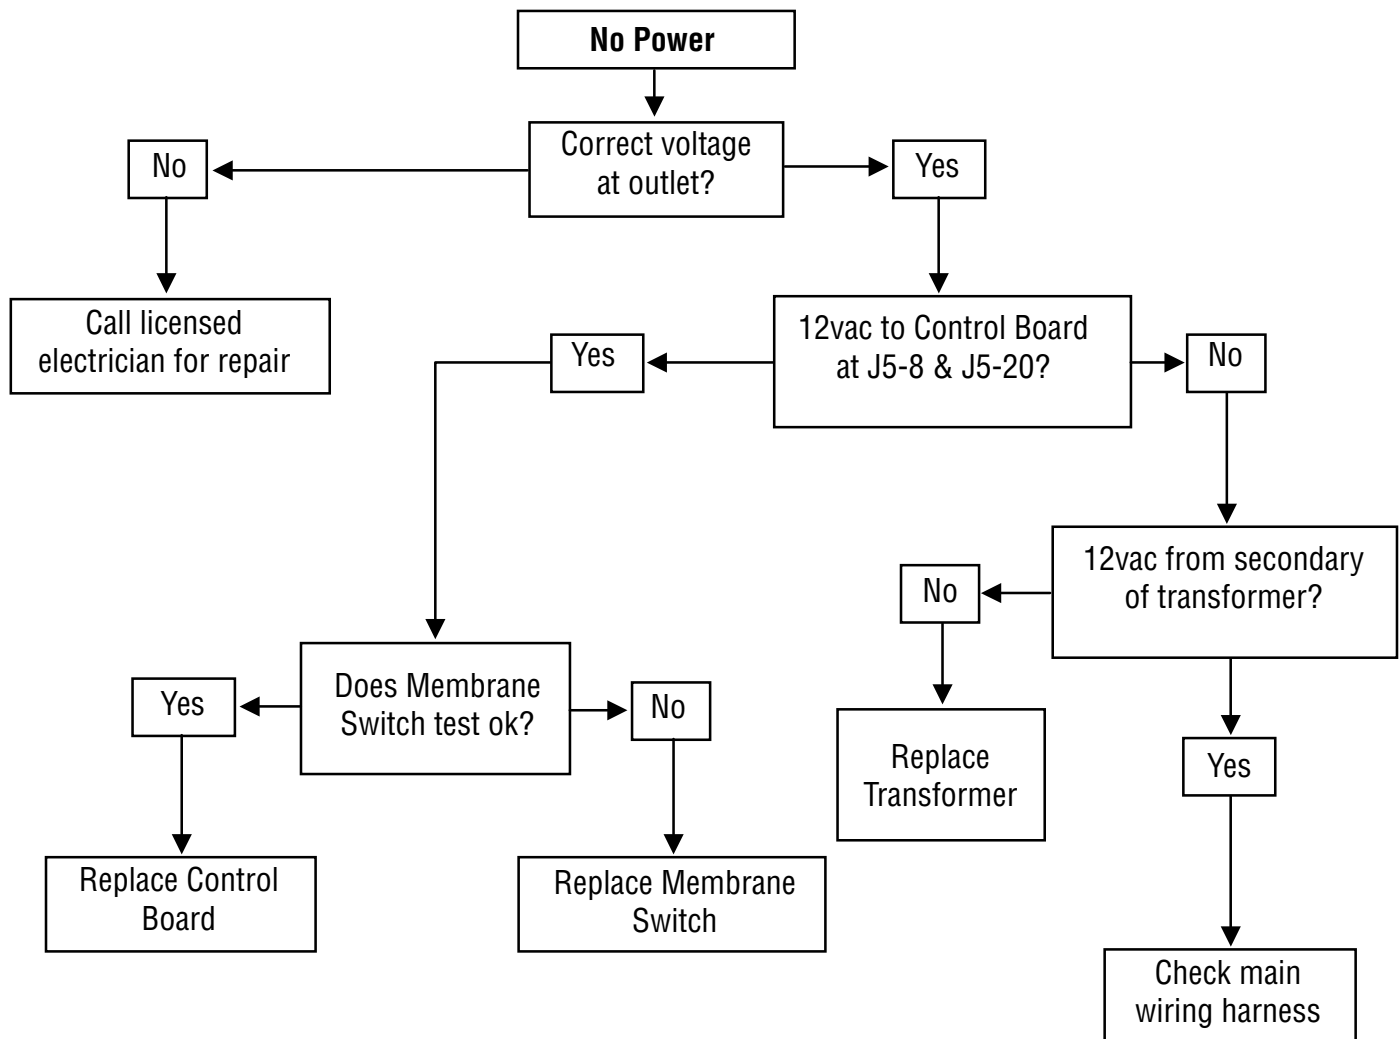 No Power
Correct voltage
at outlet?
No
Yes
Call licensed
electrician for repair
12vac to Control Board
at J5-8 & J5-20?
Yes
No
12vac from secondary
of transformer?
No
Yes
Does Membrane
Switch test ok?
Yes
No
Replace
Transformer
Replace Control
Board
Replace Membrane
Switch
Check main
wiring harness